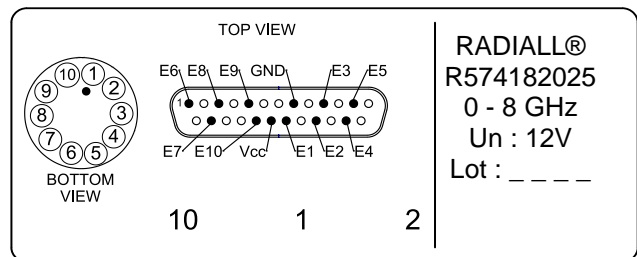 TOP VIEW
E6 E8 E9 GND E3 E5
1
E7 E10 Vcc E1 E2 E4
10 1 2
9 3
8 4
7 6 5
BOTTOM
VIEW
10 1 2
RADIALL®
R574182025
0 - 8 GHz
Un : 12V
Lot : _ _ _ _